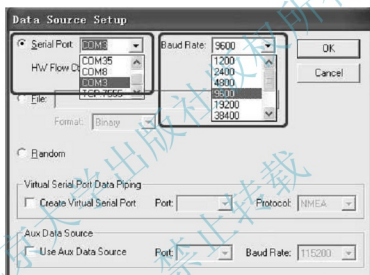 Data Source Setup
Serial Port: COM3 Baud Rate: 9600 OK
COM35 1200
HW Flow Ct COM8 2400 Cancel
COM3 4800
File: TCP:7555 9600
19200
Format: Binary 38400
Random
Virtual Serial Port Data Piping
Create Virtual Serial Port Port: Protocol: NMEA
Aux Data Source
Use Aux Data Source Port: Baud Rate: 115200